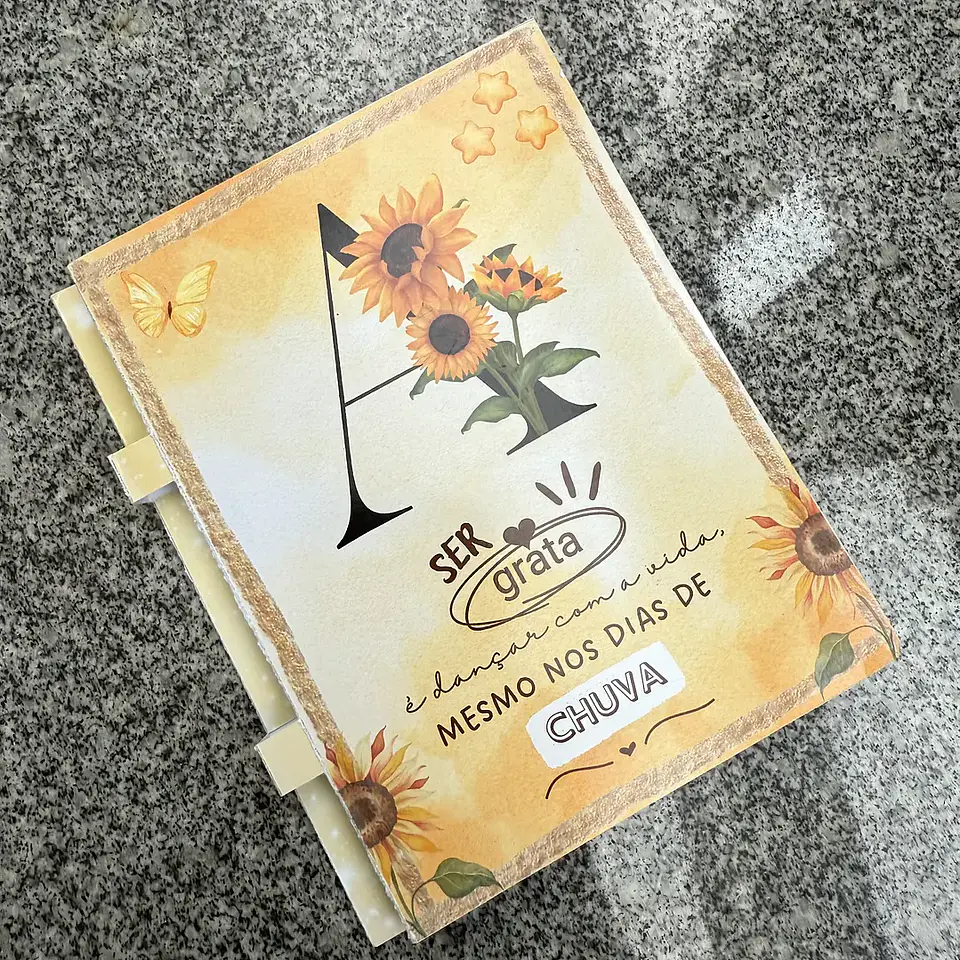 A
SER
grata
é dançar com a vida,
MESMO NOS DIAS DE
CHUVA